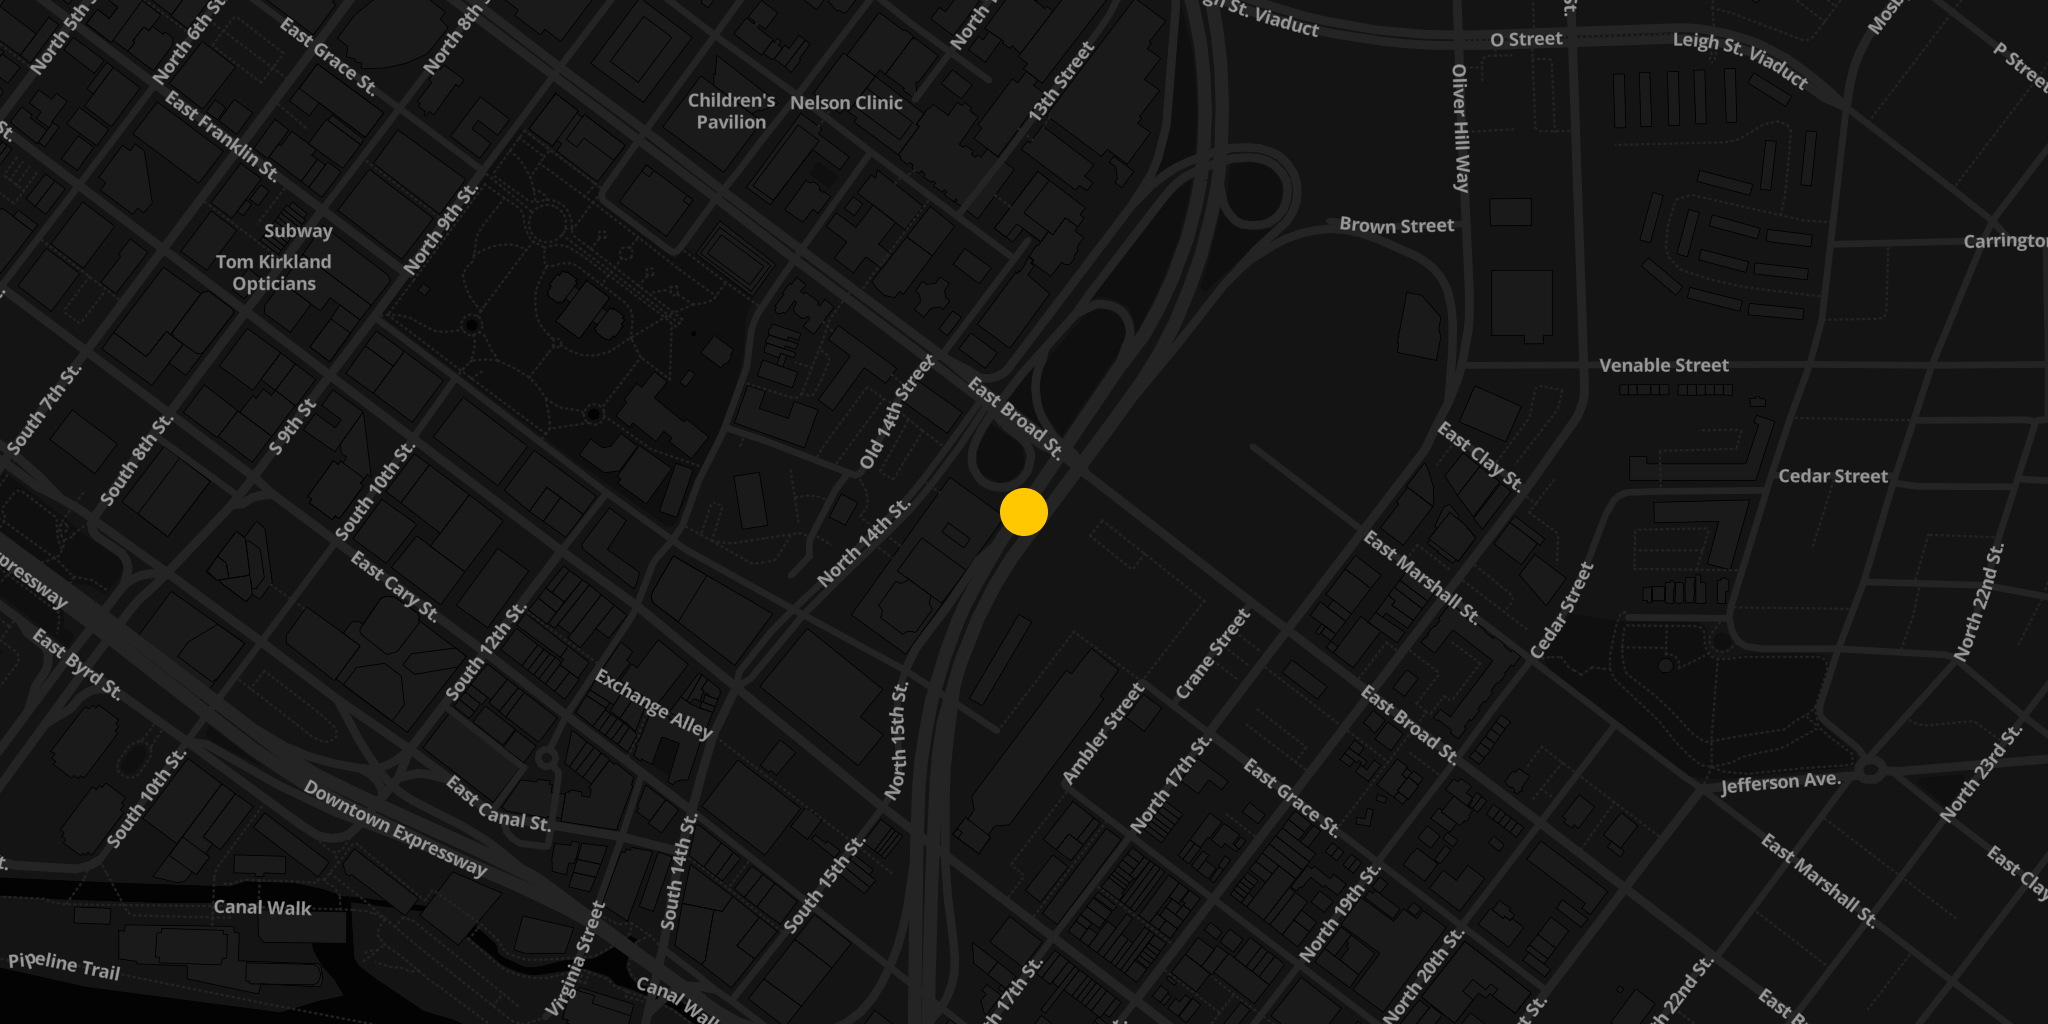 North 5th St.
North 6th St.
East Grace St.
North 8th St.
North 1
Leigh St. Viaduct
O Street
Leigh St. Viaduct
P Street
Children's
Pavilion
Nelson Clinic
13th Street
East Franklin St.
Oliver Hill Way
Subway
Tom Kirkland
Opticians
North 9th St.
Brown Street
Carrington
Venable Street
South 7th St.
South 8th St.
S 9th St
South 10th St.
Old 14th Street
East Broad St.
East Clay St.
Cedar Street
North 14th St.
East Marshall St.
Cedar Street
North 22nd St.
East Cary St.
South 12th St.
Expressway
East Byrd St.
Exchange Alley
North 15th St.
Crane Street
Ambler Street
East Broad St.
North 17th St.
East Grace St.
Jefferson Ave.
North 23rd St.
South 10th St.
Downtown Expressway
East Canal St.
South 14th St.
South 15th St.
East Marshall St.
East Clay
Canal Walk
North 19th St.
North 20th St.
Pipeline Trail
Virginia Street
Canal Walk
17th St.
22nd St.
East B